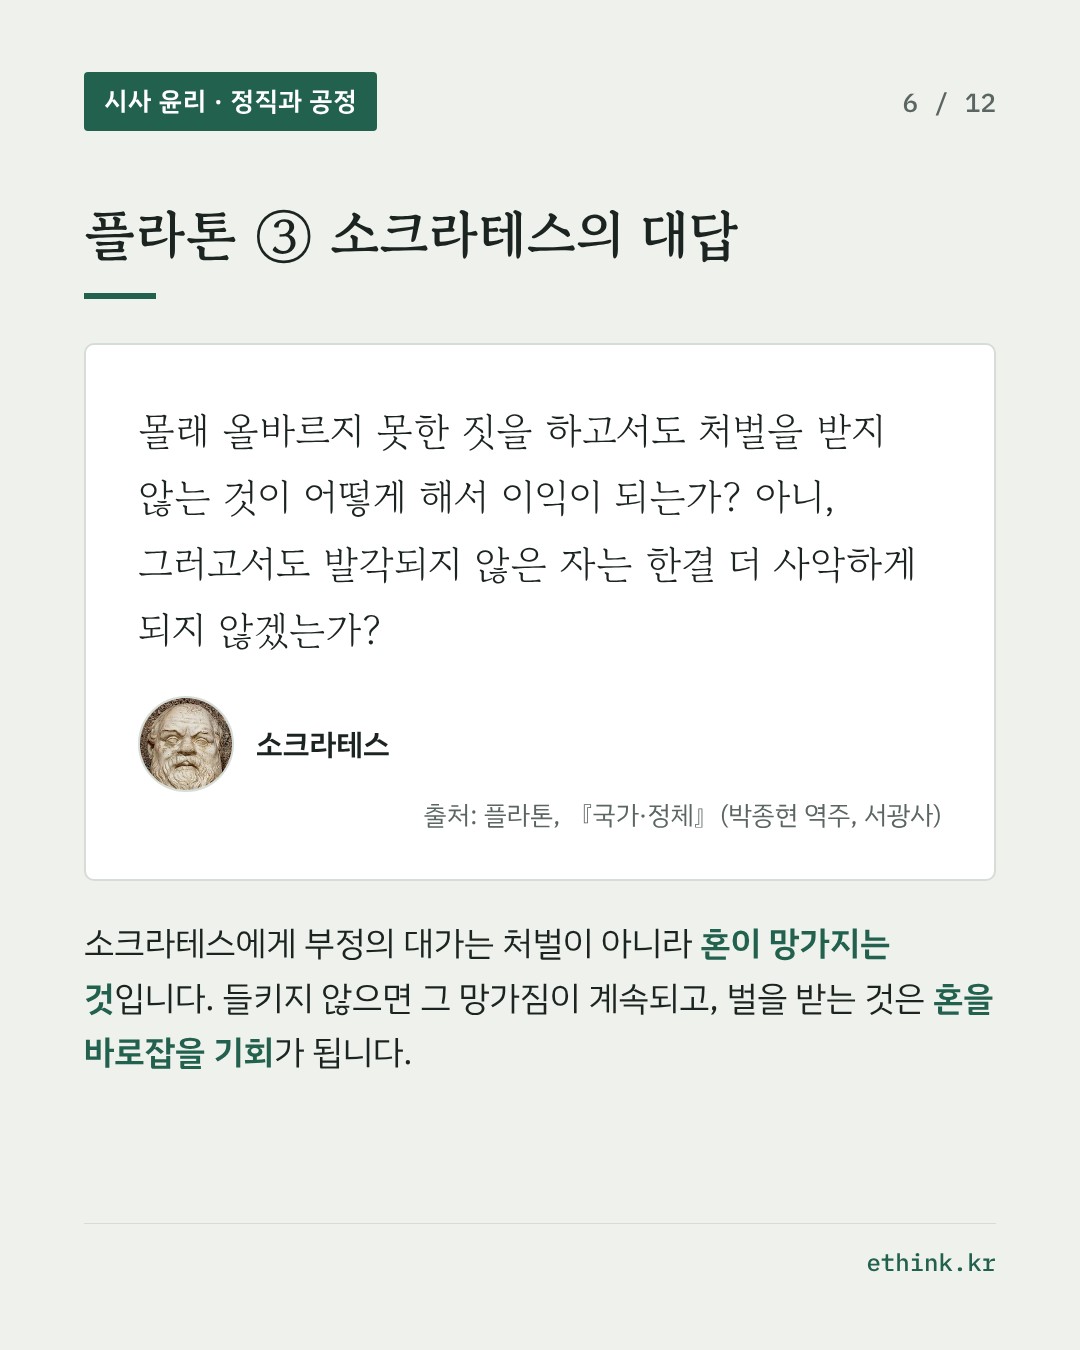 시사 윤리 · 정직과 공정
6 / 12
플라톤 ③ 소크라테스의 대답
몰래 올바르지 못한 짓을 하고서도 처벌을 받지
않는 것이 어떻게 해서 이익이 되는가? 아니,
그러고서도 발각되지 않은 자는 한결 더 사악하게
되지 않겠는가?
소크라테스
출처: 플라톤, 『국가·정체』 (박종현 역주, 서광사)
소크라테스에게 부정의 대가는 처벌이 아니라 혼이 망가지는
것입니다. 들키지 않으면 그 망가짐이 계속되고, 벌을 받는 것은 혼을
바로잡을 기회가 됩니다.
ethink.kr